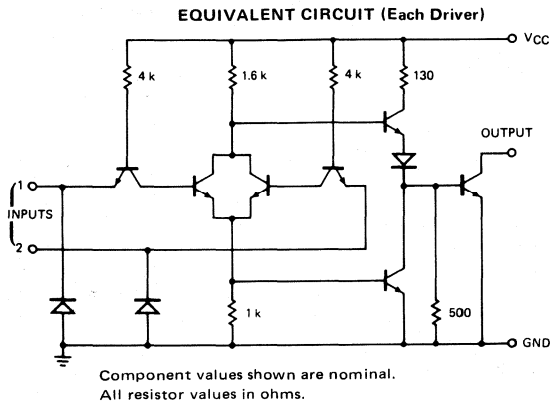 EQUIVALENT CIRCUIT (Each Driver)
VCC
4 k
1.6 k
4 k
130
OUTPUT
1
INPUTS
2
1 k
500
GND
Component values shown are nominal.
All resistor values in ohms.